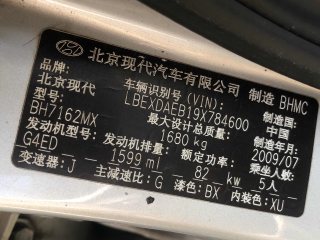 北京现代汽车有限公司 制造 BHMC
品牌: 北京现代 车辆识别号(VIN): LBEXDAEB19X784600 制造国: 中国
型号: BH7162MX 最大总质量: 1680 kg 制造年月: 2009/07
发动机型号: G4ED 发动机排量: 1599 ml 额定功率: 82 kw 乘坐人数: 5人
变速器: J 主减速比: G 漆色: BX 内装色: XU